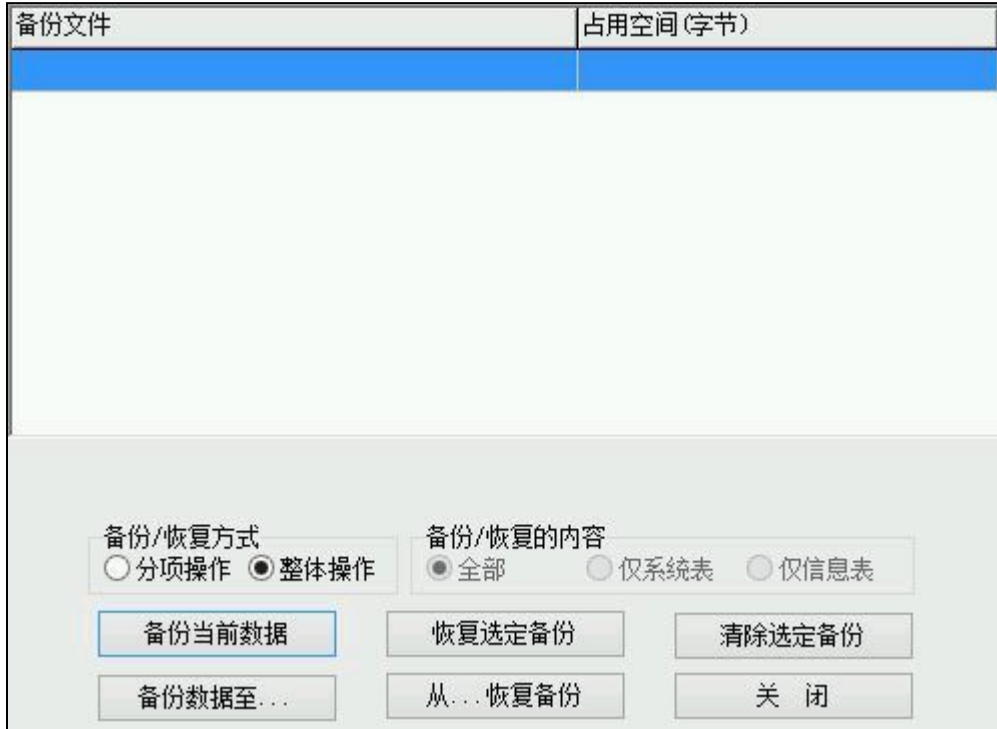 备份文件 占用空间(字节)
备份/恢复方式 备份/恢复的内容
分项操作 整体操作 全部 仅系统表 仅信息表
备份当前数据 恢复选定备份 清除选定备份
备份数据至... 从...恢复备份 关 闭